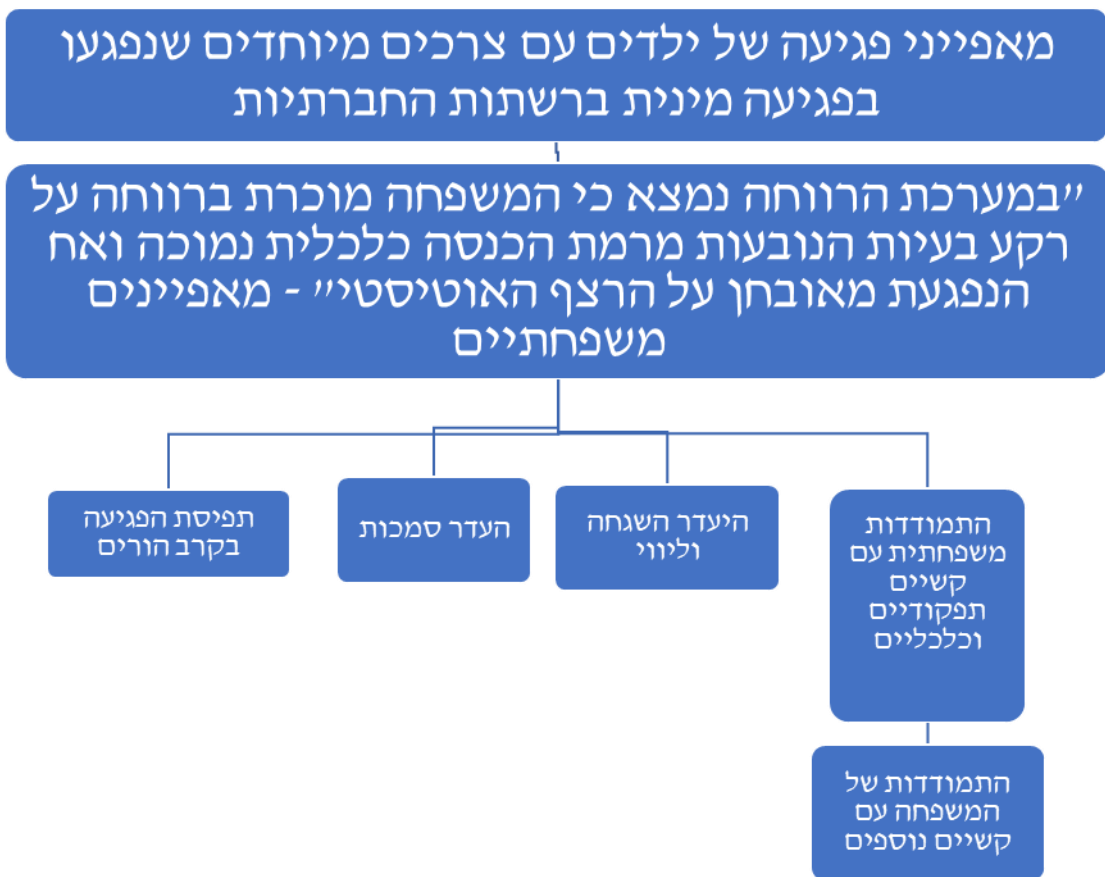 מאפייני פגיעה של ילדים עם צרכים מיוחדים שנפגעו
בפגיעה מינית ברשתות החברתיות
"במערכת הרווחה נמצא כי המשפחה מוכרת ברווחה על
רקע בעיות הנובעות מרמת הכנסה כלכלית נמוכה ואח
הנפגעת מאובחן על הרצף האוטיסטי" - מאפיינים
משפחתיים
התמודדות
משפחתית עם
קשיים
תפקודיים
וכלכליים
היעדר השגחה
וליווי
העדר סמכות
תפיסת הפגיעה
בקרב הורים
התמודדות של
המשפחה עם
קשיים נוספים